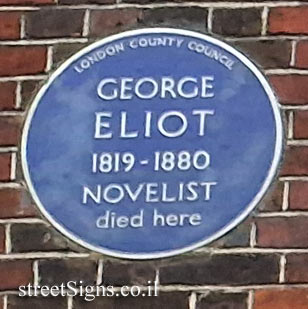 LONDON COUNTY COUNCIL
GEORGE
ELIOT
1819-1880
NOVELIST
died here
streetSigns.co.il